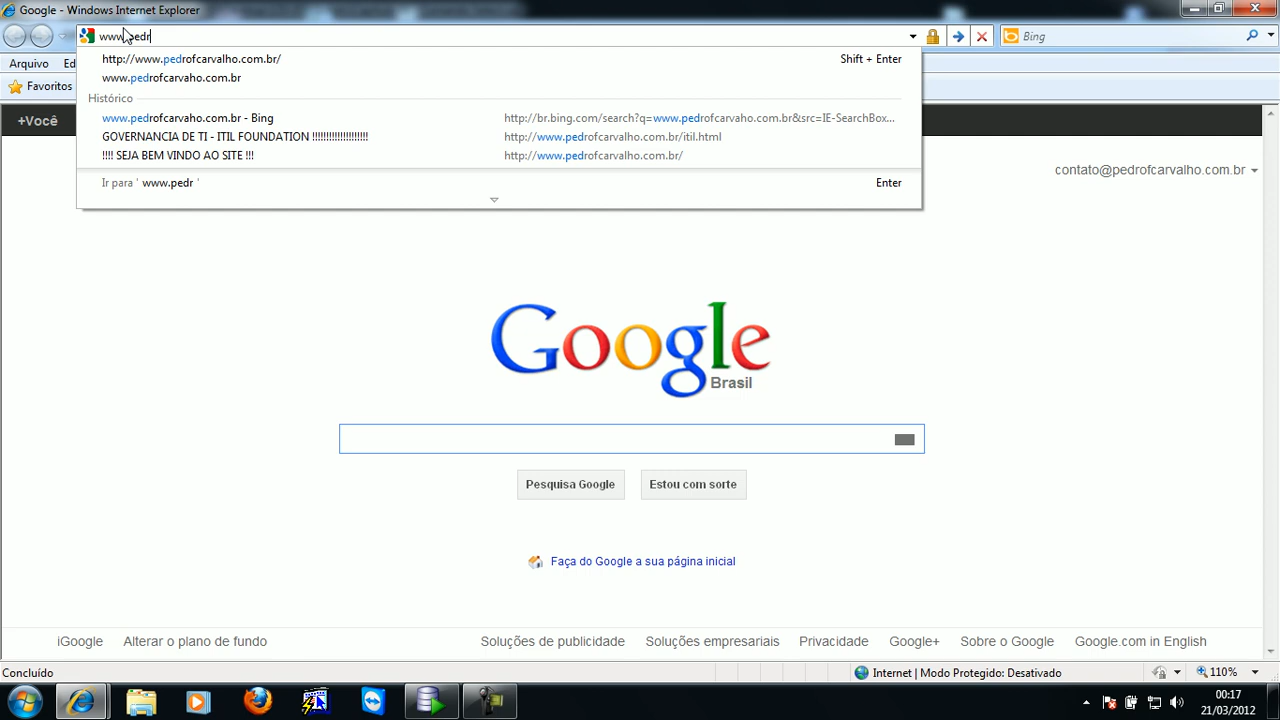 Google - Windows Internet Explorer
www.pedr
Bing
http://www.pedrofcarvalho.com.br/ Shift + Enter
Arquivo Ed
www.pedrofcarvaho.com.br
Favoritos
Histórico
www.pedrofcarvaho.com.br - Bing http://br.bing.com/search?q=www.pedrofcarvaho.com.br&src=IE-SearchBox...
+Você
GOVERNANCIA DE TI - ITIL FOUNDATION !!!!!!!!!!!!!!!!!!!! http://www.pedrofcarvalho.com.br/itil.html
!!!! SEJA BEM VINDO AO SITE !!! http://www.pedrofcarvalho.com.br/
contato@pedrofcarvalho.com.br
Ir para ' www.pedr ' Enter
Google
Brasil
Pesquisa Google Estou com sorte
Faça do Google a sua página inicial
iGoogle Alterar o plano de fundo Soluções de publicidade Soluções empresariais Privacidade Google+ Sobre o Google Google.com in English
Concluído Internet | Modo Protegido: Desativado 110%
00:17
21/03/2012